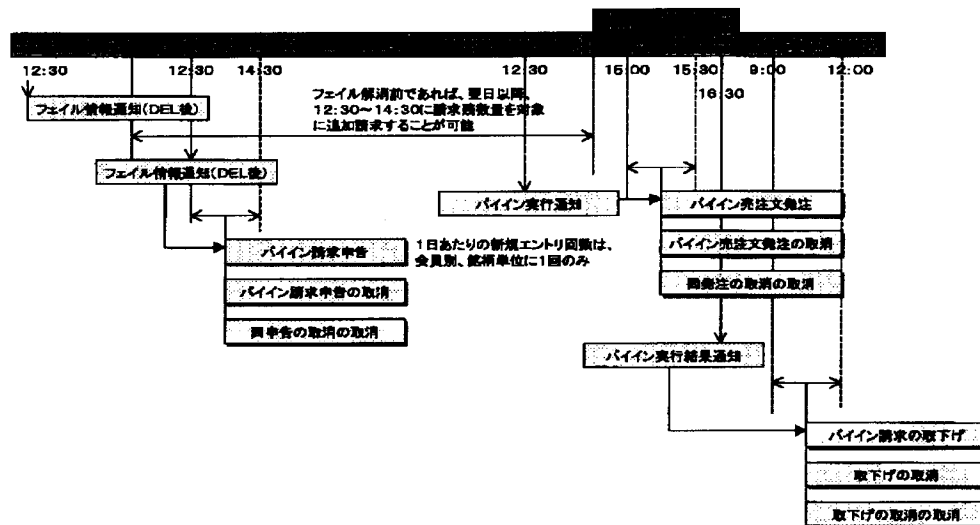 12:30
12:30
14:30
12:30
15:00
15:30
9:00
12:00
16:30
フェイル情報通知(DEL後)
フェイル解消前であれば、翌日以降、
12:30～14:30に請求残数量を対象
に追加請求することが可能
フェイル情報通知(DEL後)
バイイン実行通知
バイイン売注文発注
バイイン請求申告
1日あたりの新規エントリ回数は、
会員別、銘柄単位に1回のみ
バイイン売注文発注の取消
バイイン請求申告の取消
同発注の取消の取消
同申告の取消の取消
バイイン実行結果通知
バイイン請求の取下げ
取下げの取消
取下げの取消の取消